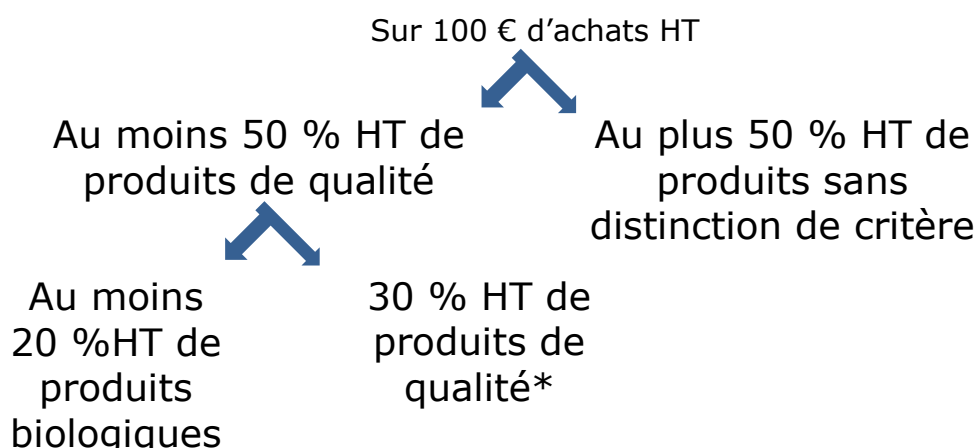 Sur 100 € d’achats HT
Au moins 50 % HT de
produits de qualité
Au plus 50 % HT de
produits sans
distinction de critère
Au moins
20 %HT de
produits
biologiques
30 % HT de
produits de
qualité*